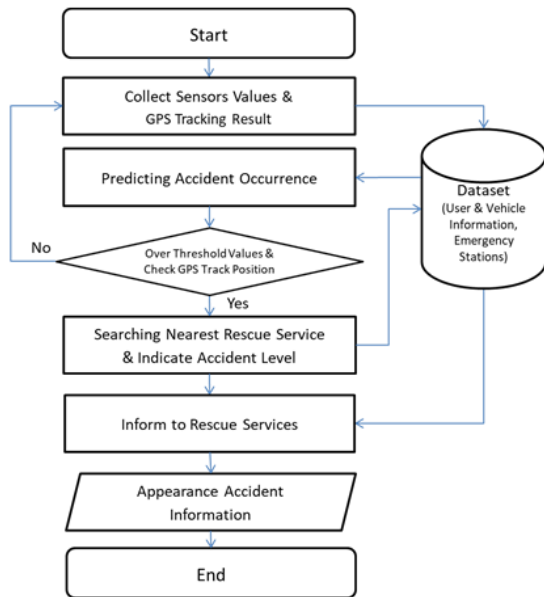 Start
Collect Sensors Values &
GPS Tracking Result
Predicting Accident Occurrence
Dataset
(User & Vehicle
Information,
Emergency
Stations)
No
Over Threshold Values &
Check GPS Track Position
Yes
Searching Nearest Rescue Service
& Indicate Accident Level
Inform to Rescue Services
Appearance Accident
Information
End